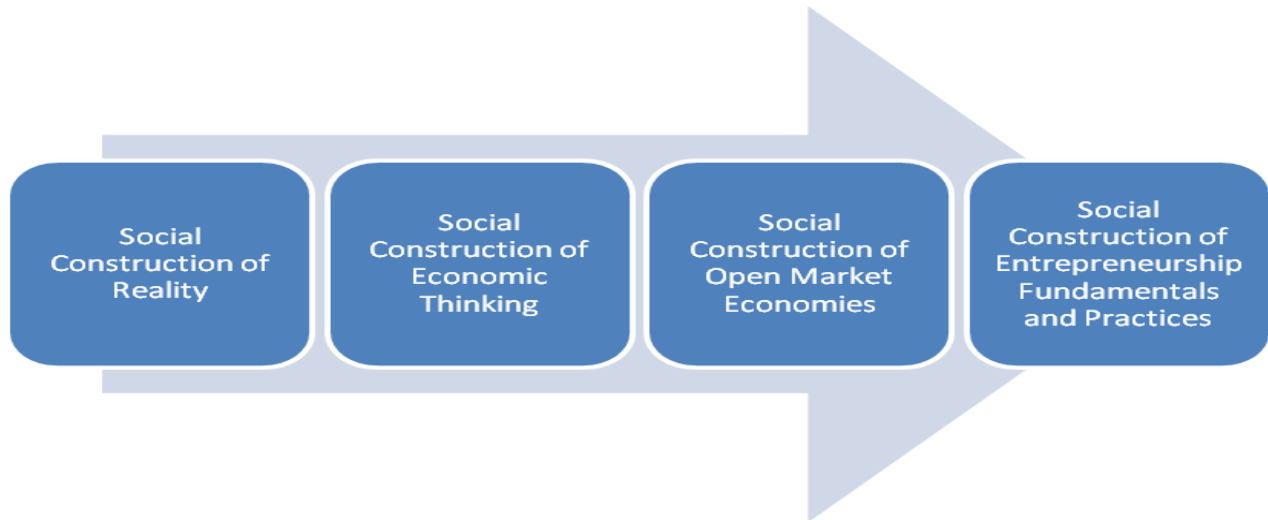 Social
Construction of
Reality
Social
Construction of
Economic
Thinking
Social
Construction of
Open Market
Economies
Social
Construction of
Entrepreneurship
Fundamentals
and Practices